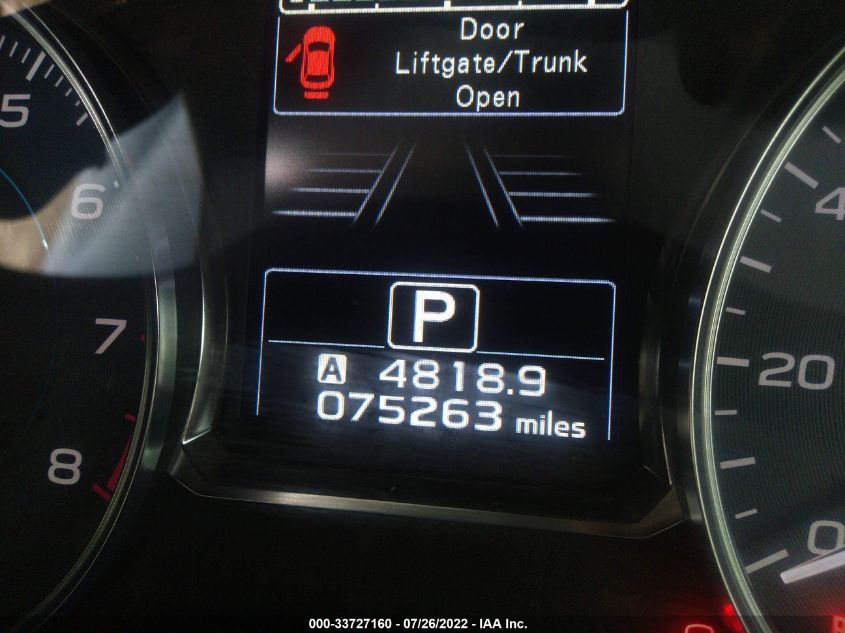 Door
Liftgate/Trunk
Open
5
6
7
8
P
A 4818.9
075263 miles
4
20
0
000-33727160 - 07/26/2022 - IAA Inc.